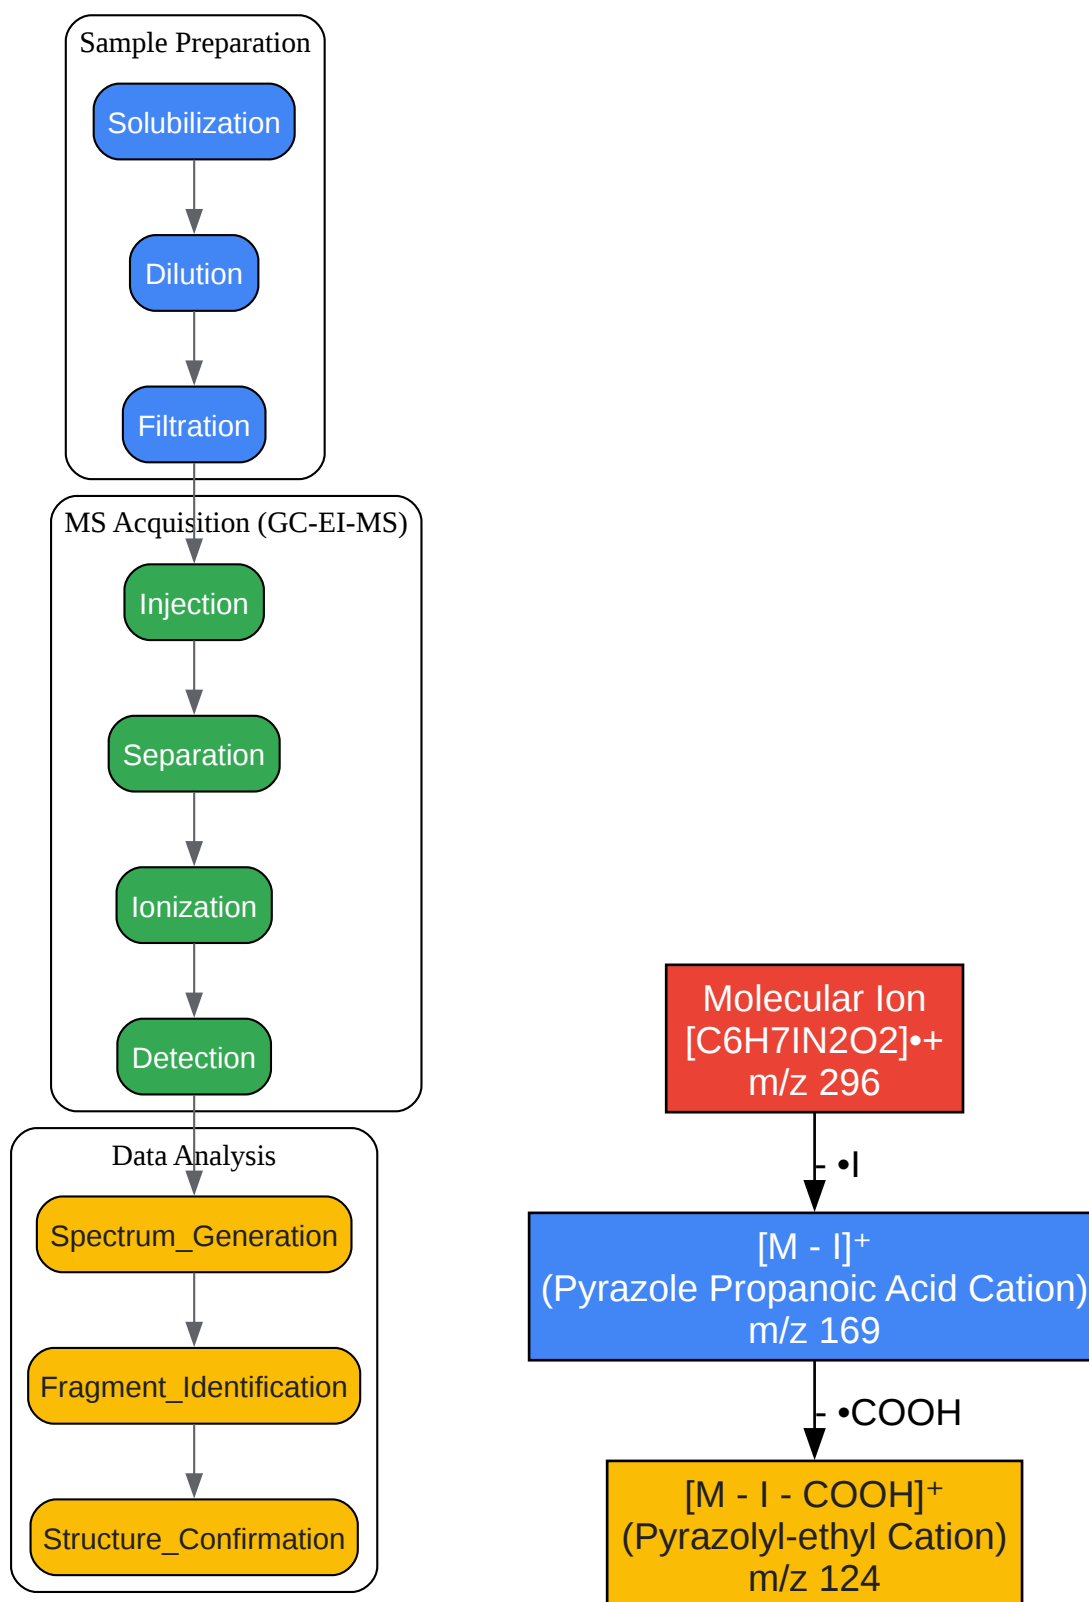 Sample Preparation
Solubilization
Dilution
Filtration
MS Acquisition (GC-EI-MS)
Injection
Separation
Ionization
Detection
Data Analysis
Spectrum_Generation
Fragment_Identification
Structure_Confirmation
Molecular Ion
[C6H7IN2O2]•+
m/z 296
- •I
[M - I]⁺
(Pyrazole Propanoic Acid Cation)
m/z 169
- •COOH
[M - I - COOH]⁺
(Pyrazolyl-ethyl Cation)
m/z 124